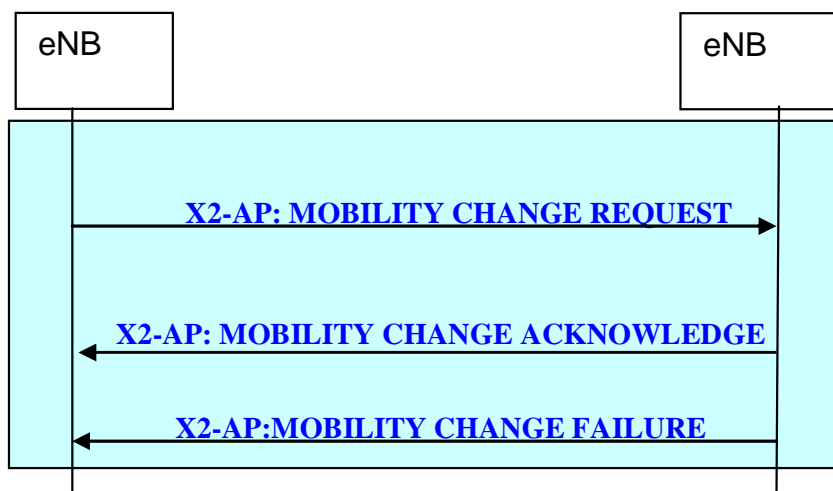 eNB
eNB
X2-AP: MOBILITY CHANGE REQUEST
X2-AP: MOBILITY CHANGE ACKNOWLEDGE
X2-AP:MOBILITY CHANGE FAILURE